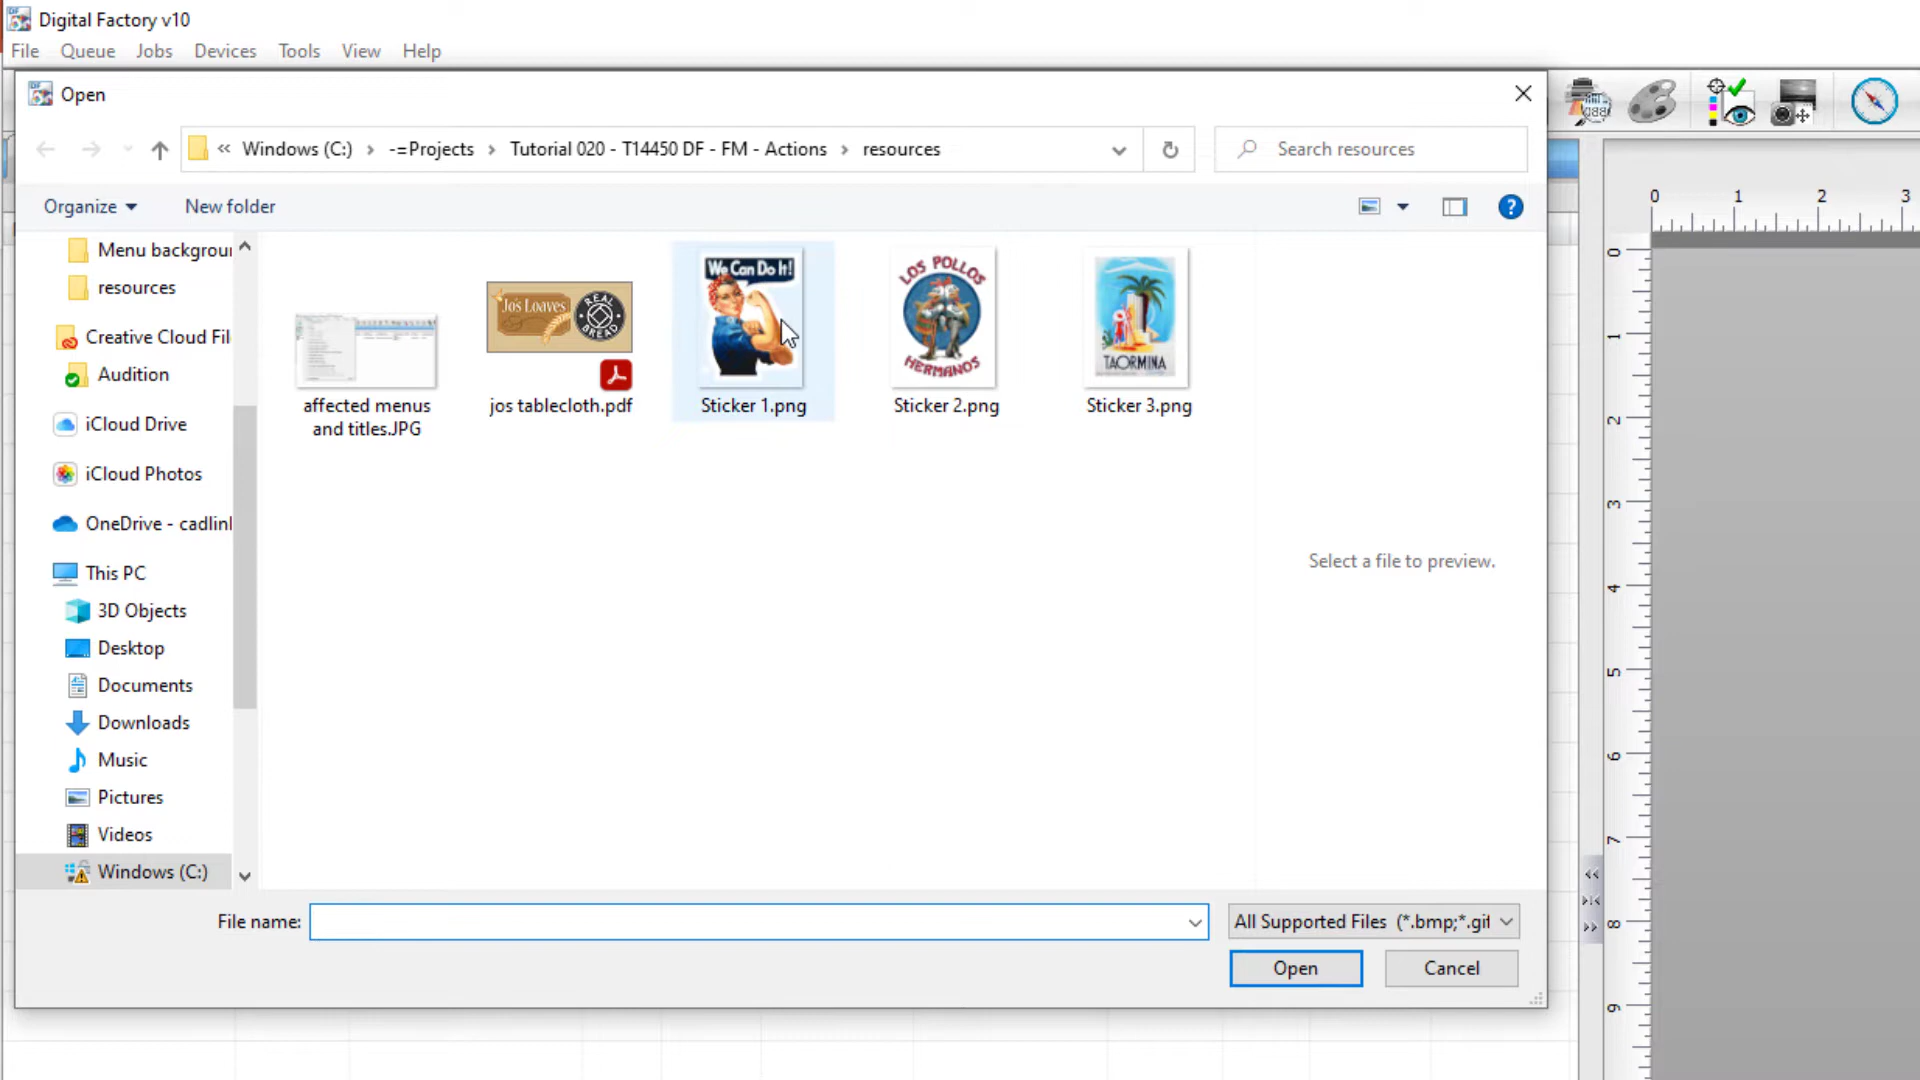 Digital Factory v10
File Queue Jobs Devices Tools View Help
Open
« Windows (C:) › -=Projects › Tutorial 020 - T14450 DF - FM - Actions › resources
Search resources
Organize
New folder
Menu backgrour
resources
Creative Cloud Fil
Audition
iCloud Drive
iCloud Photos
OneDrive - cadlinl
This PC
3D Objects
Desktop
Documents
Downloads
Music
Pictures
Videos
Windows (C:)
affected menus
and titles.JPG
Jo's Loaves
REAL
BREAD
jos tablecloth.pdf
We Can Do It!
Sticker 1.png
LOS POLLOS
HERMANOS
Sticker 2.png
TAORMINA
Sticker 3.png
Select a file to preview.
File name:
All Supported Files (*.bmp;*.gif
Open
Cancel
0 1 2 3
0
1
2
3
4
5
6
7
8
9